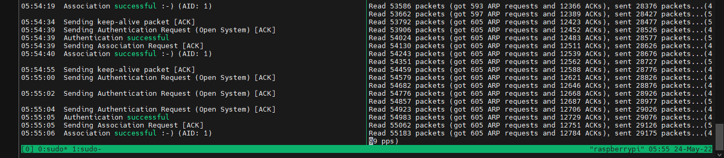 05:54:19  Association successful :-) (AID: 1)
05:54:34  Sending keep-alive packet [ACK]
05:54:39  Sending Authentication Request (Open System) [ACK]
05:54:39  Authentication successful
05:54:39  Sending Association Request [ACK]
05:54:40  Association successful :-) (AID: 1)
05:54:55  Sending keep-alive packet [ACK]
05:55:00  Sending Authentication Request (Open System) [ACK]
05:55:02  Sending Authentication Request (Open System) [ACK]
05:55:04  Sending Authentication Request (Open System) [ACK]
05:55:05  Authentication successful
05:55:05  Sending Association Request [ACK]
05:55:06  Association successful :-) (AID: 1)
Read 53586 packets (got 593 ARP requests and 12366 ACKs), sent 28376 packets...(4
Read 53662 packets (got 597 ARP requests and 12389 ACKs), sent 28427 packets...(5
Read 53792 packets (got 605 ARP requests and 12423 ACKs), sent 28477 packets...(5
Read 53906 packets (got 605 ARP requests and 12452 ACKs), sent 28526 packets...(4
Read 54024 packets (got 605 ARP requests and 12483 ACKs), sent 28577 packets...(5
Read 54130 packets (got 605 ARP requests and 12511 ACKs), sent 28626 packets...(4
Read 54243 packets (got 605 ARP requests and 12539 ACKs), sent 28676 packets...(4
Read 54351 packets (got 605 ARP requests and 12562 ACKs), sent 28727 packets...(5
Read 54459 packets (got 605 ARP requests and 12588 ACKs), sent 28776 packets...(4
Read 54579 packets (got 605 ARP requests and 12621 ACKs), sent 28826 packets...(4
Read 54682 packets (got 605 ARP requests and 12646 ACKs), sent 28876 packets...(4
Read 54776 packets (got 605 ARP requests and 12668 ACKs), sent 28926 packets...(4
Read 54857 packets (got 605 ARP requests and 12687 ACKs), sent 28977 packets...(5
Read 54923 packets (got 605 ARP requests and 12706 ACKs), sent 29026 packets...(4
Read 54983 packets (got 605 ARP requests and 12729 ACKs), sent 29076 packets...(4
Read 55062 packets (got 605 ARP requests and 12751 ACKs), sent 29126 packets...(4
Read 55183 packets (got 605 ARP requests and 12784 ACKs), sent 29175 packets...(4
99 pps)
[0] 0:sudo* 1:sudo-
"raspberrypi" 05:55 24-May-22